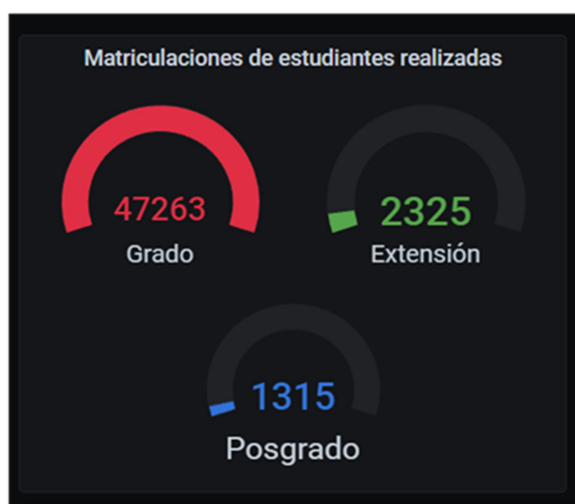 Matriculaciones de estudiantes realizadas
47263
Grado
2325
Extensión
1315
Posgrado